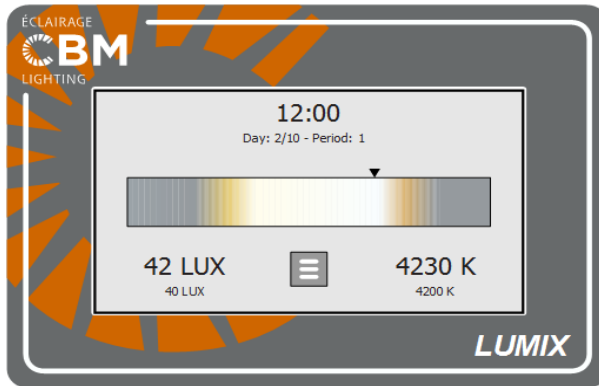 ÉCLAIRAGE
CBM
LIGHTING
12:00
Day: 2/10 - Period: 1
42 LUX
4230 K
40 LUX
4200 K
LUMIX